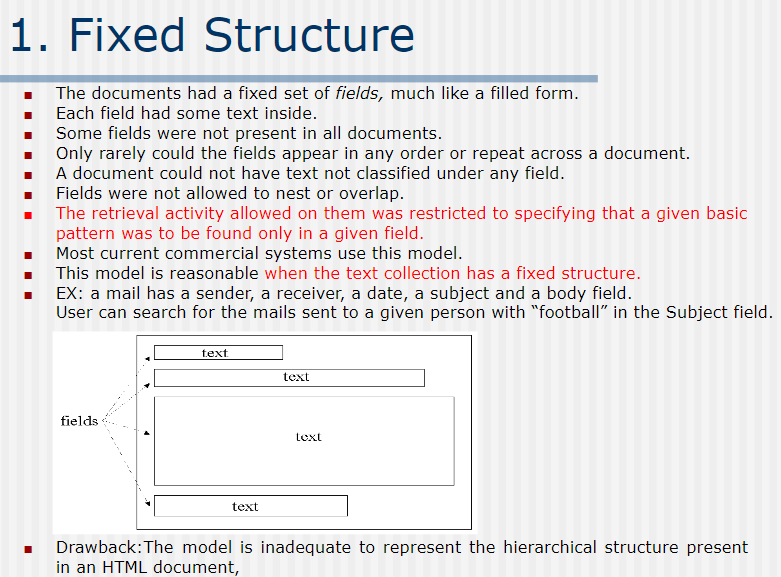 1. Fixed Structure
The documents had a fixed set of fields, much like a filled form.
Each field had some text inside.
Some fields were not present in all documents.
Only rarely could the fields appear in any order or repeat across a document.
A document could not have text not classified under any field.
Fields were not allowed to nest or overlap.
The retrieval activity allowed on them was restricted to specifying that a given basic
pattern was to be found only in a given field.
Most current commercial systems use this model.
This model is reasonable when the text collection has a fixed structure.
EX: a mail has a sender, a receiver, a date, a subject and a body field.
User can search for the mails sent to a given person with “football” in the Subject field.
text
text
fields
text
text
Drawback:The model is inadequate to represent the hierarchical structure present
in an HTML document,